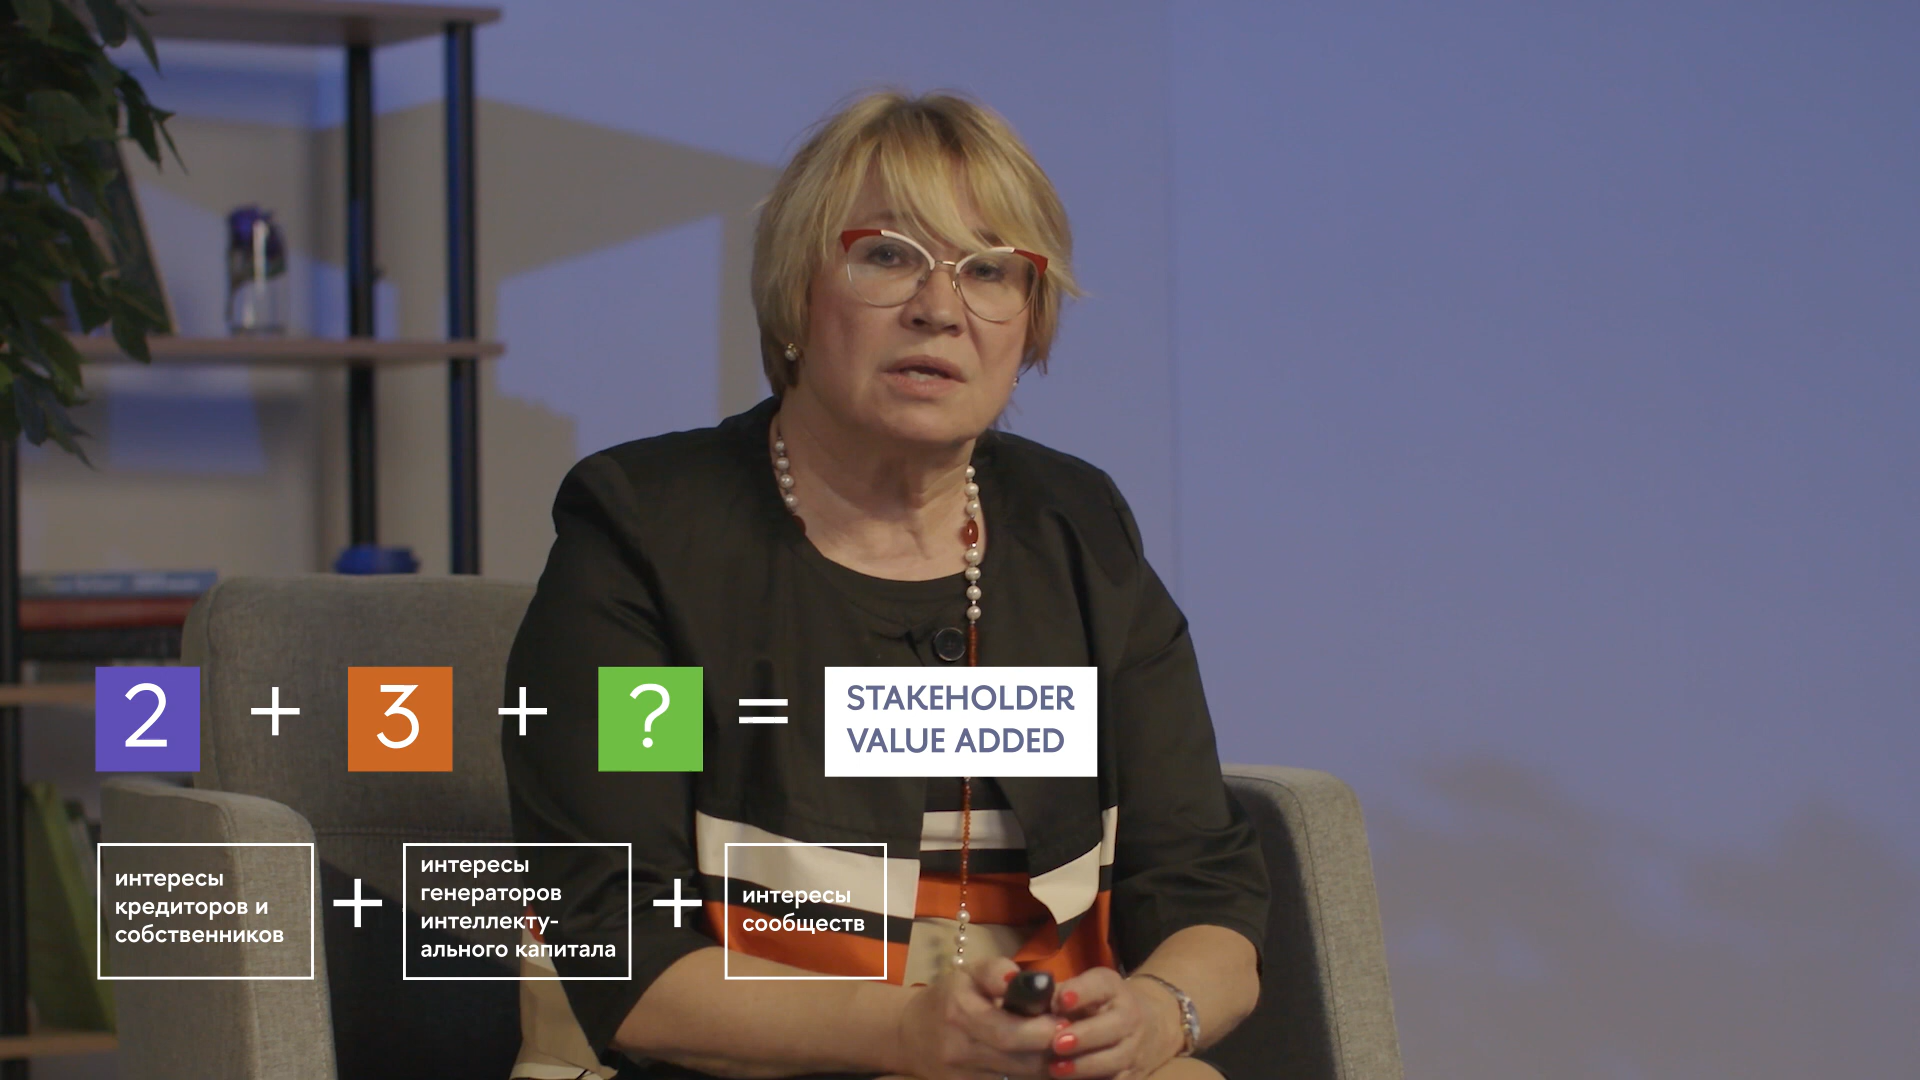 2 + 3 + ? = STAKEHOLDER
VALUE ADDED
интересы
кредиторов и
собственников
+
интересы
генераторов
интеллекту-
ального капитала
+
интересы
сообществ